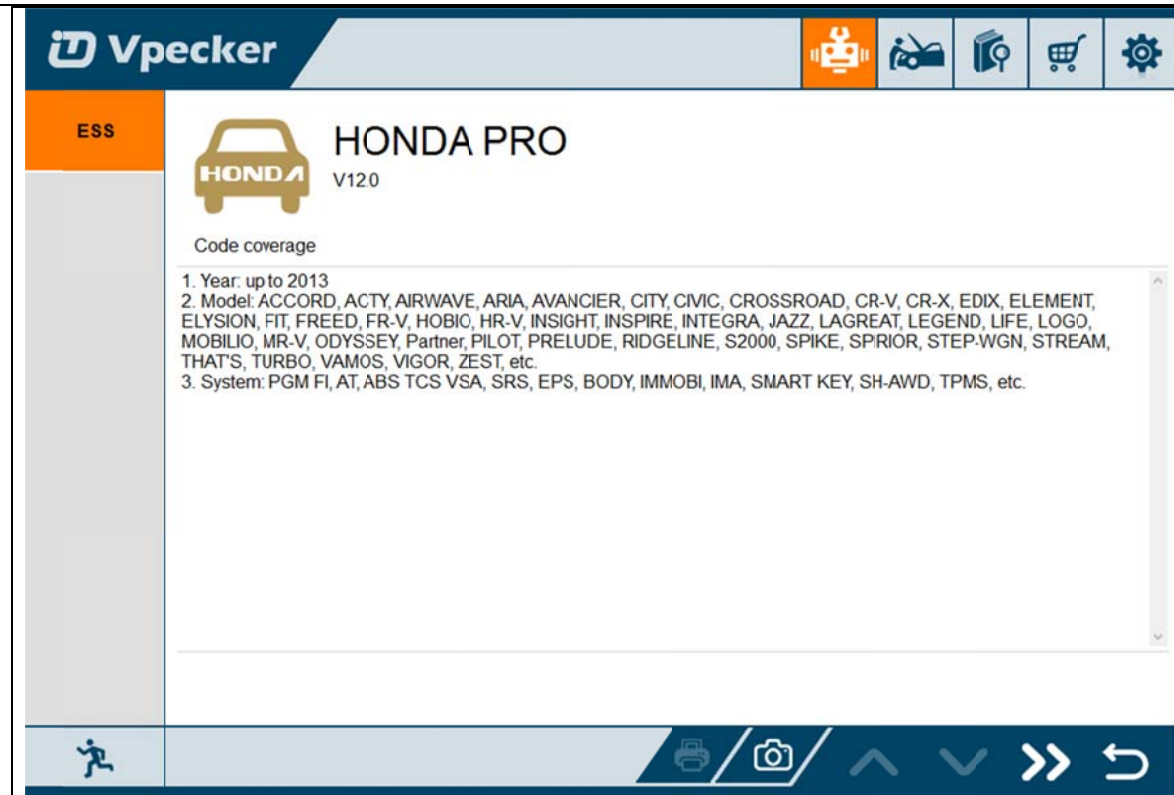 Vpecker
ESS
HONDA
HONDA PRO
V12.0
Code coverage
1. Year: up to 2013
2. Model: ACCORD, ACTY, AIRWAVE, ARIA, AVANCIER, CITY, CIVIC, CROSSROAD, CR-V, CR-X, EDIX, ELEMENT,
ELYSION, FIT, FREED, FR-V, HOBIO, HR-V, INSIGHT, INSPIRE, INTEGRA, JAZZ, LAGREAT, LEGEND, LIFE, LOGO,
MOBILIO, MR-V, ODYSSEY, Partner, PILOT, PRELUDE, RIDGELINE, S2000, SPIKE, SPIRIOR, STEP-WGN, STREAM,
THAT'S, TURBO, VAMOS, VIGOR, ZEST, etc.
3. System: PGM FI, AT, ABS TCS VSA, SRS, EPS, BODY, IMMOBI, IMA, SMART KEY, SH-AWD, TPMS, etc.